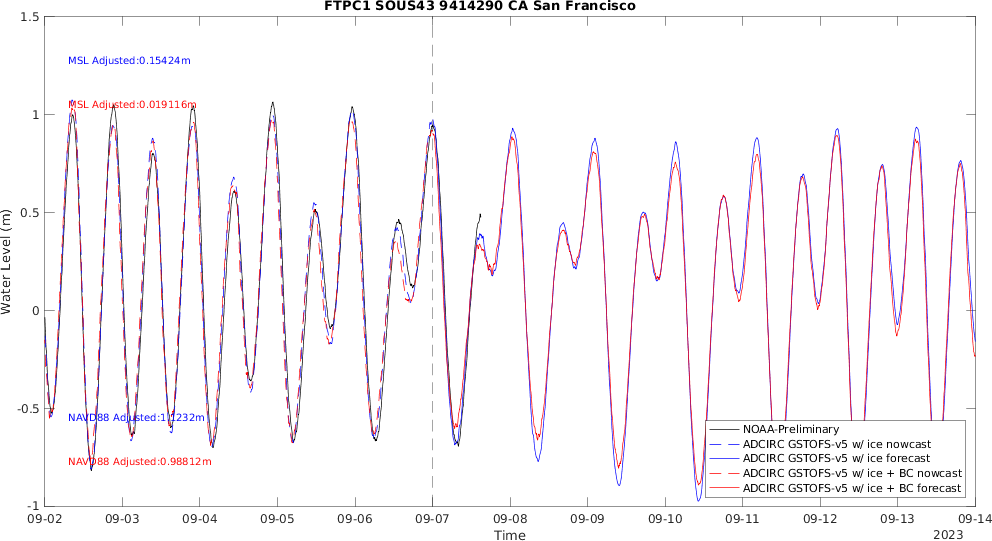 FTPC1 SOUS43 9414290 CA San Francisco
1.5
1
0.5
0
-0.5
-1
Water Level (m)
MSL Adjusted:0.15424m
MSL Adjusted:0.019116m
NAVD88 Adjusted:1.1232m
NAVD88 Adjusted:0.98812m
NOAA-Preliminary
ADCIRC GSTOFS-v5 w/ ice nowcast
ADCIRC GSTOFS-v5 w/ ice forecast
ADCIRC GSTOFS-v5 w/ ice + BC nowcast
ADCIRC GSTOFS-v5 w/ ice + BC forecast
09-02 09-03 09-04 09-05 09-06 09-07 09-08 09-09 09-10 09-11 09-12 09-13 09-14
Time
2023